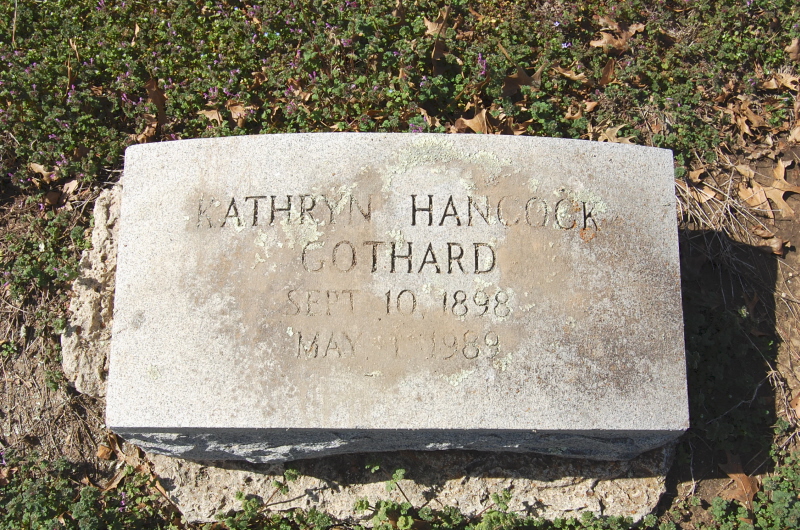 KATHRYN HANCOCK
GOTHARD
SEPT. 10, 1898
MAY 1989